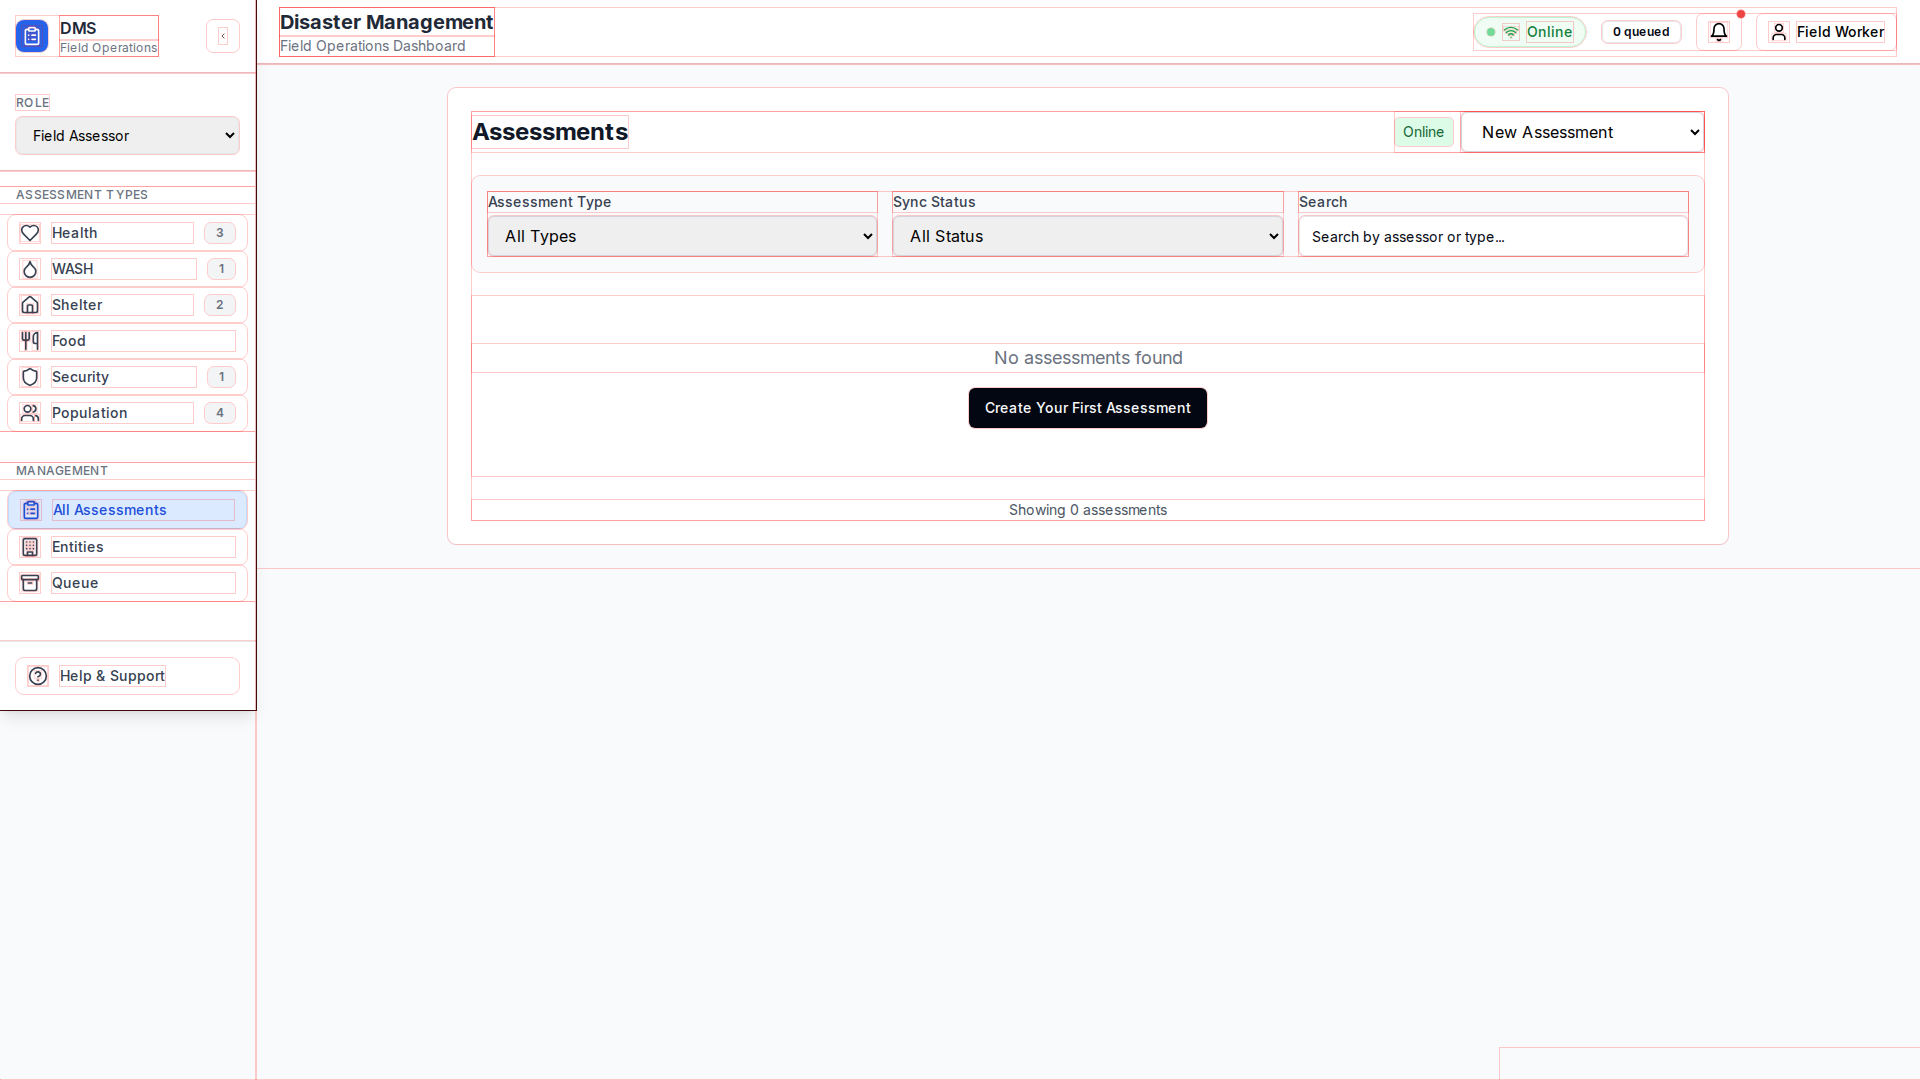 DMS
Field Operations
ROLE
Field Assessor
ASSESSMENT TYPES
Health 3
WASH 1
Shelter 2
Food
Security 1
Population 4
MANAGEMENT
All Assessments
Entities
Queue
Help & Support
Disaster Management
Field Operations Dashboard
Online
0 queued
Field Worker
Assessments
Online
New Assessment
Assessment Type
All Types
Sync Status
All Status
Search
Search by assessor or type...
No assessments found
Create Your First Assessment
Showing 0 assessments